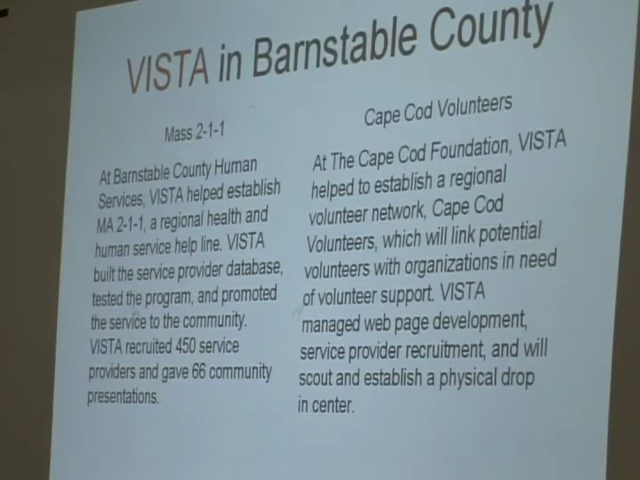 VISTA in Barnstable County
Mass 2-1-1
At Barnstable County Human
Services, VISTA helped establish
MA 2-1-1, a regional health and
human service help line. VISTA
built the service provider database,
tested the program, and promoted
the service to the community.
VISTA recruited 450 service
providers and gave 66 community
presentations.
Cape Cod Volunteers
At The Cape Cod Foundation, VISTA
helped to establish a regional
volunteer network, Cape Cod
Volunteers, which will link potential
volunteers with organizations in need
of volunteer support. VISTA
managed web page development,
service provider recruitment, and will
scout and establish a physical drop
in center.